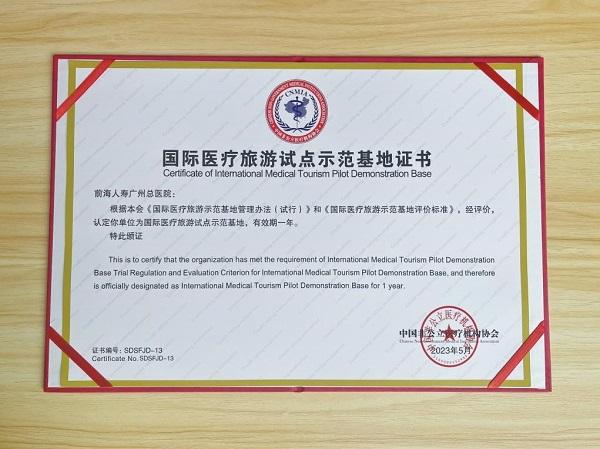 CNMIA
国际医疗旅游试点示范基地证书
Certificate of International Medical Tourism Pilot Demonstration Base
前海人寿广州总医院：
根据本会《国际医疗旅游示范基地管理办法（试行）》和《国际医疗旅游示范基地评价标准》，经评价，
认定你单位为国际医疗旅游试点示范基地，有效期一年。
特此颁证
This is to certify that the organization has met the requirement of International Medical Tourism Pilot Demonstration
Base Trial Regulation and Evaluation Criterion for International Medical Tourism Pilot Demonstration Base, and therefore
is officially designated as International Medical Tourism Pilot Demonstration Base for 1 year.
中国非公立医疗机构协会
2023年5月
证书编号：SDSFJD-13
Certificate No.SDSFJD-13